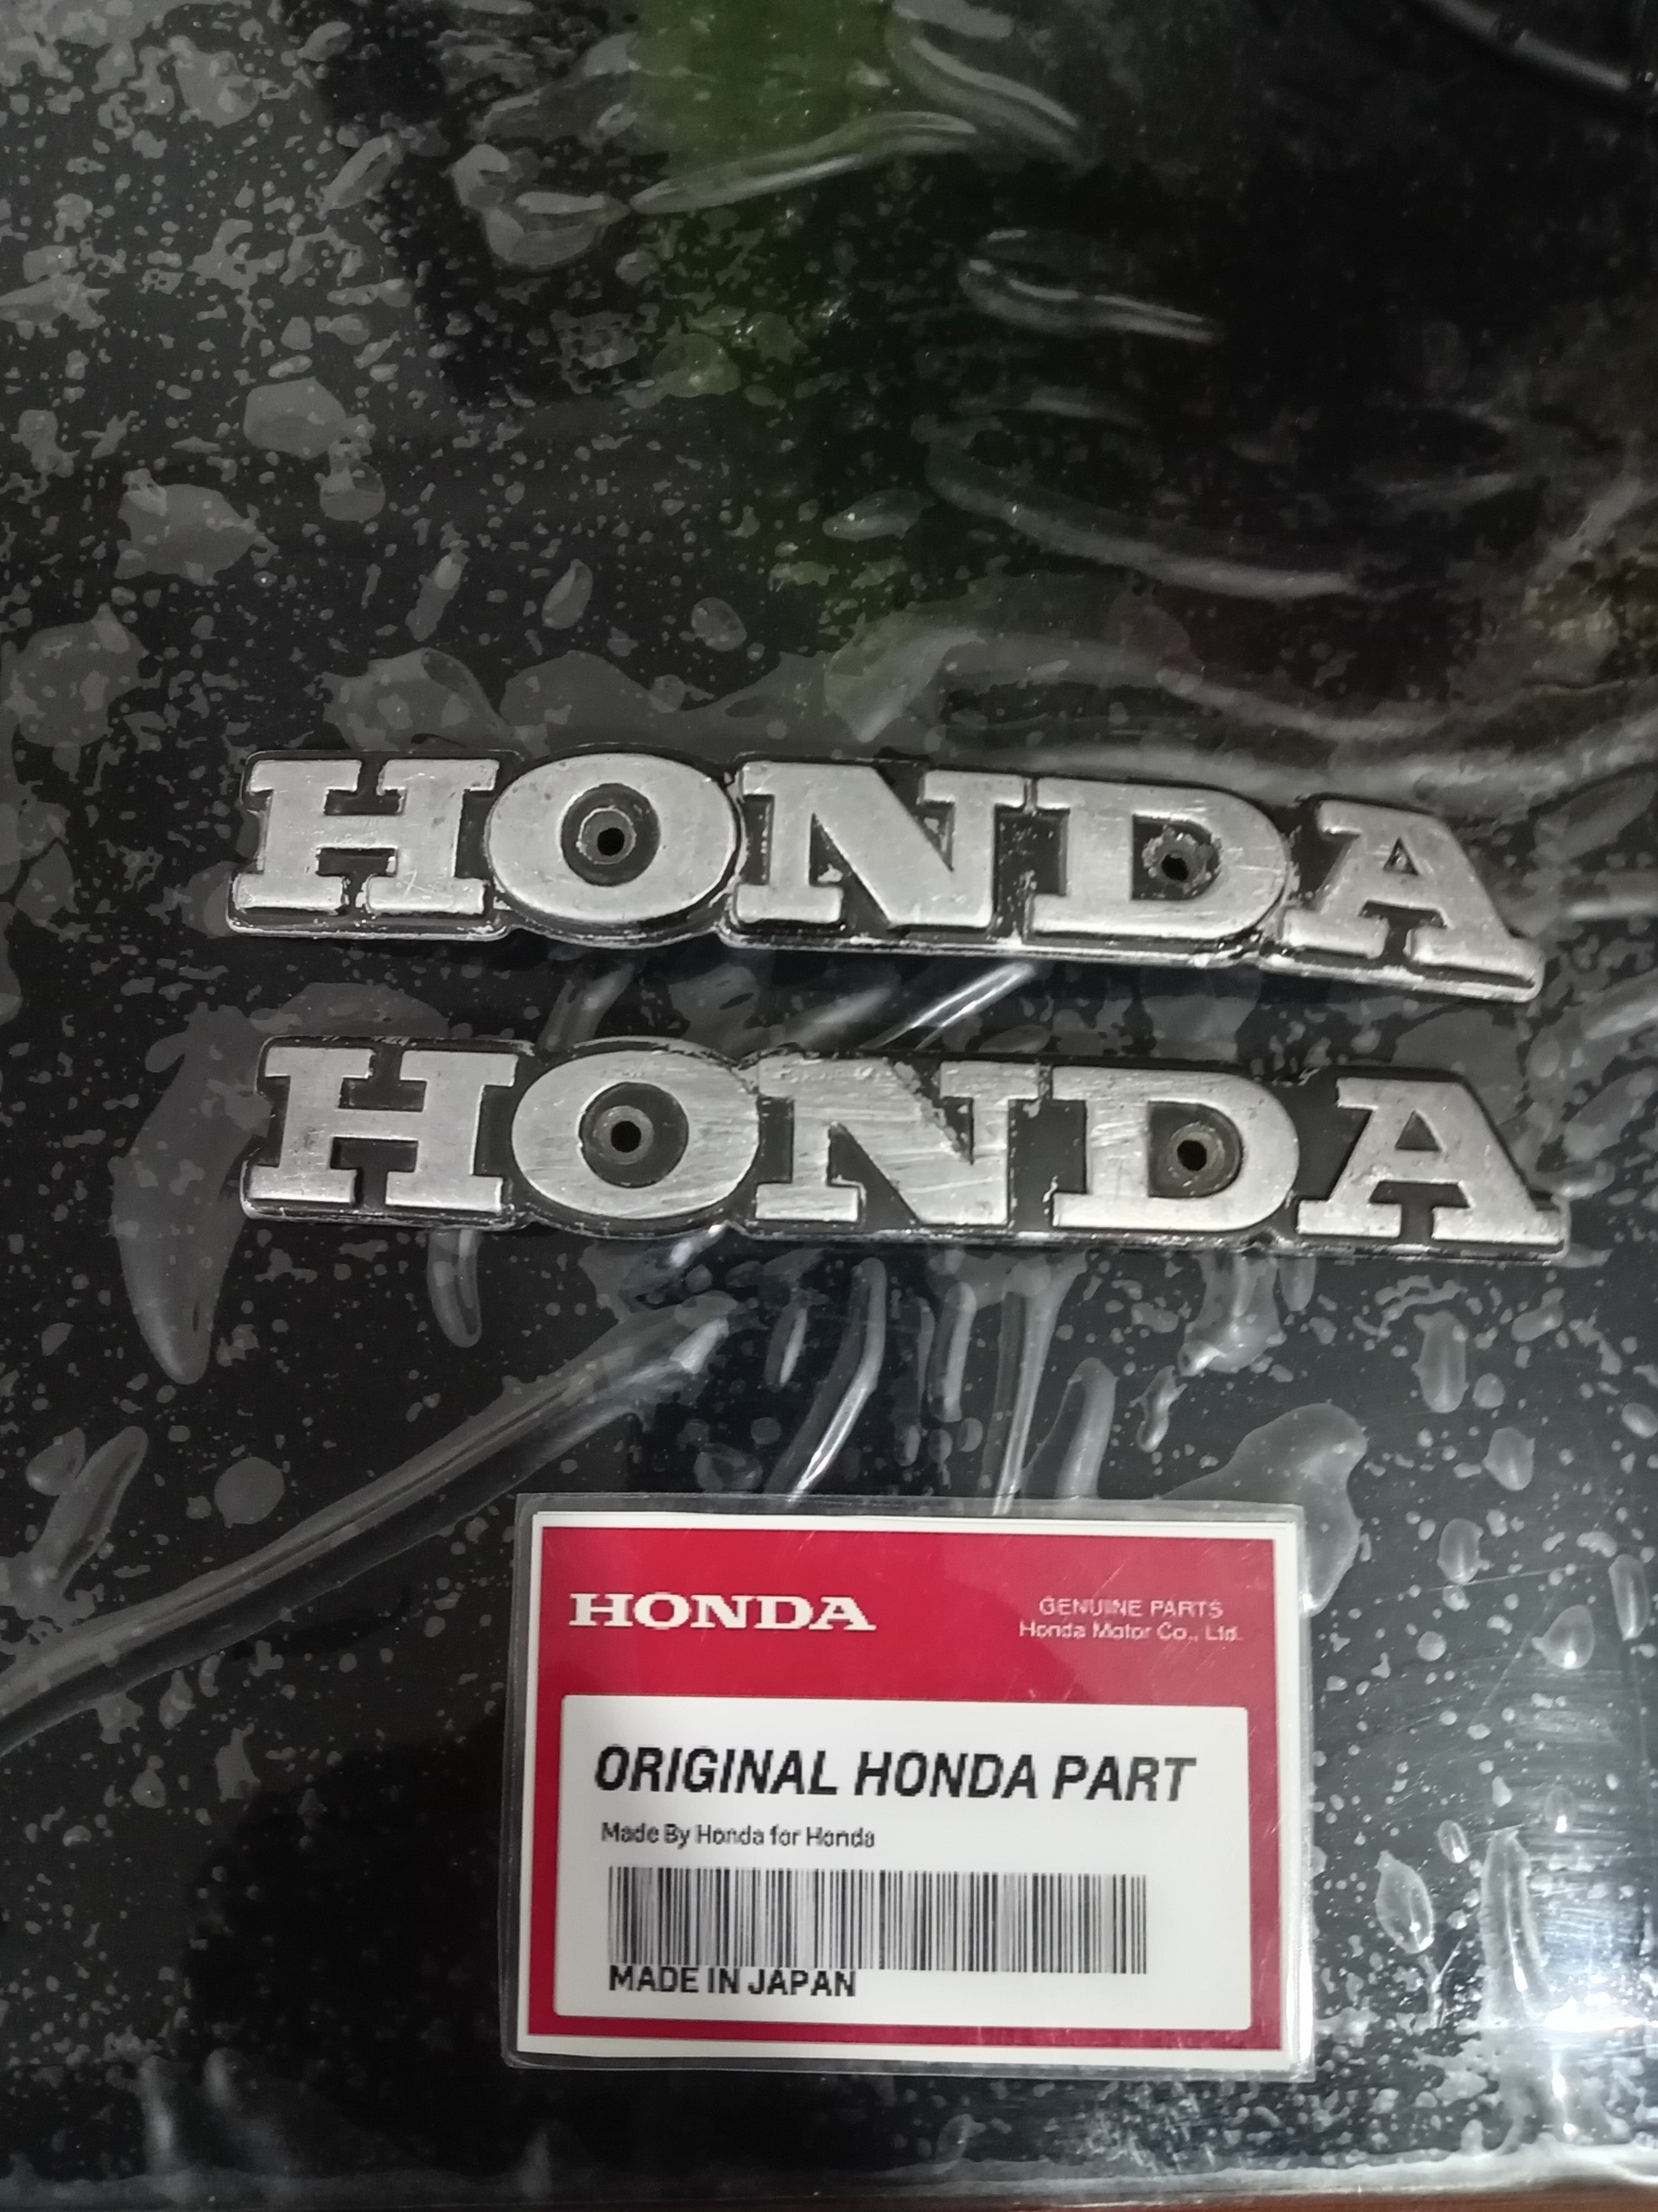 HONDA
HONDA
HONDA
GENUINE PARTS
Honda Motor Co., Ltd.
ORIGINAL HONDA PART
Made By Honda for Honda
MADE IN JAPAN